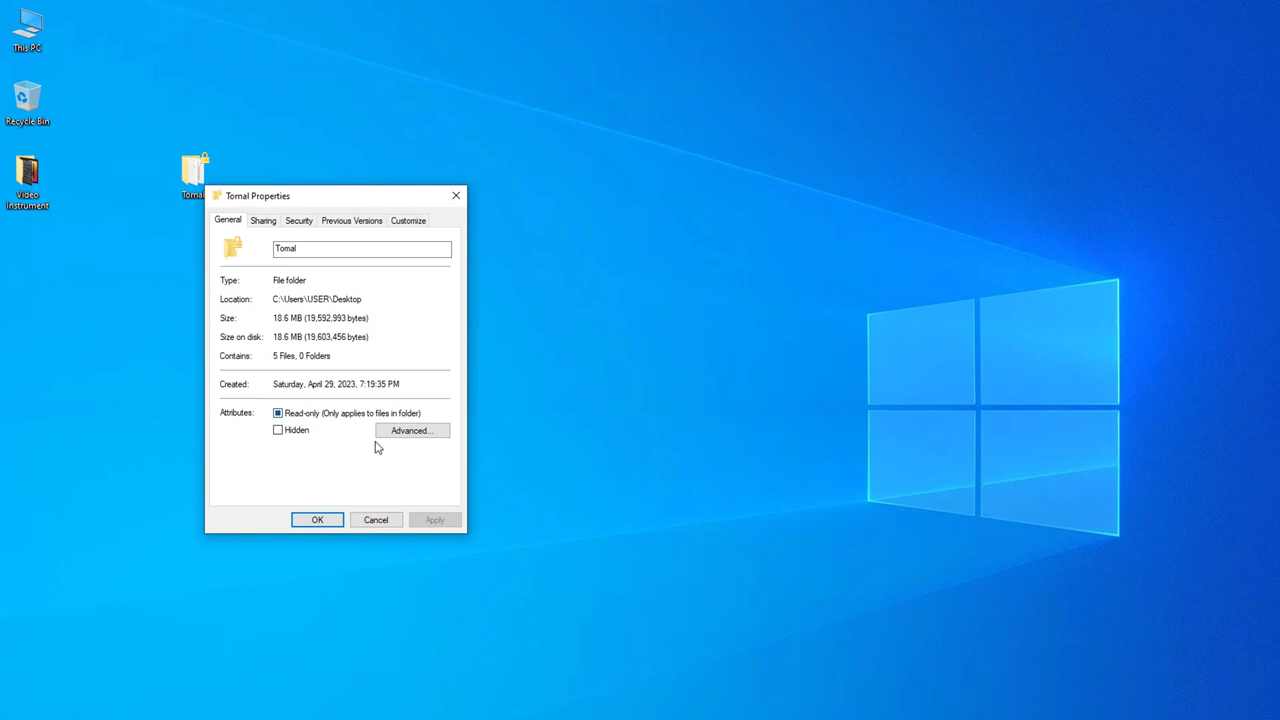 This PC
Recycle Bin
Video
Instrument
Tomal Properties
General Sharing Security Previous Versions Customize
Tomal
Type: File folder
Location: C:\Users\USER\Desktop
Size: 18.6 MB (19,592,993 bytes)
Size on disk: 18.6 MB (19,603,456 bytes)
Contains: 5 Files, 0 Folders
Created: Saturday, April 29, 2023, 7:19:35 PM
Attributes: Read-only (Only applies to files in folder)
Hidden Advanced...
OK Cancel Apply